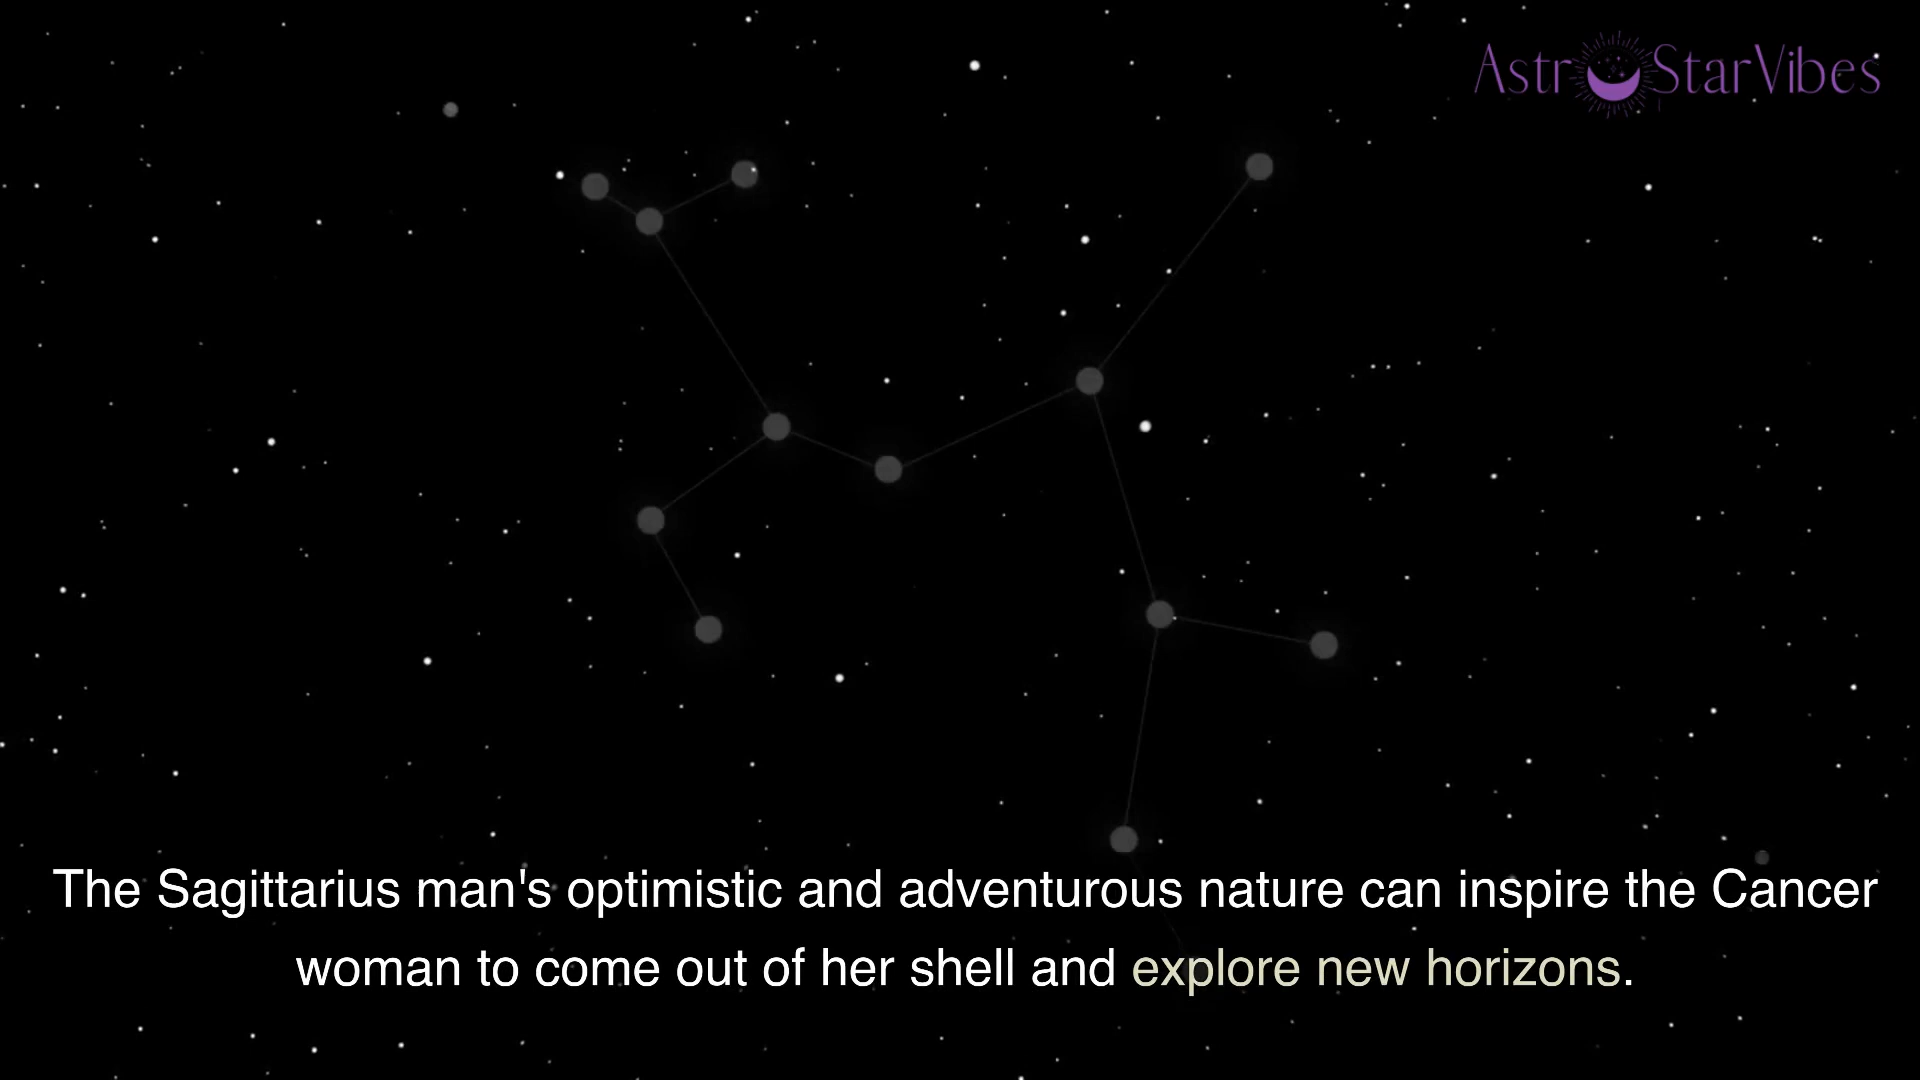 AstroStarVibes
The Sagittarius man's optimistic and adventurous nature can inspire the Cancer
woman to come out of her shell and explore new horizons.